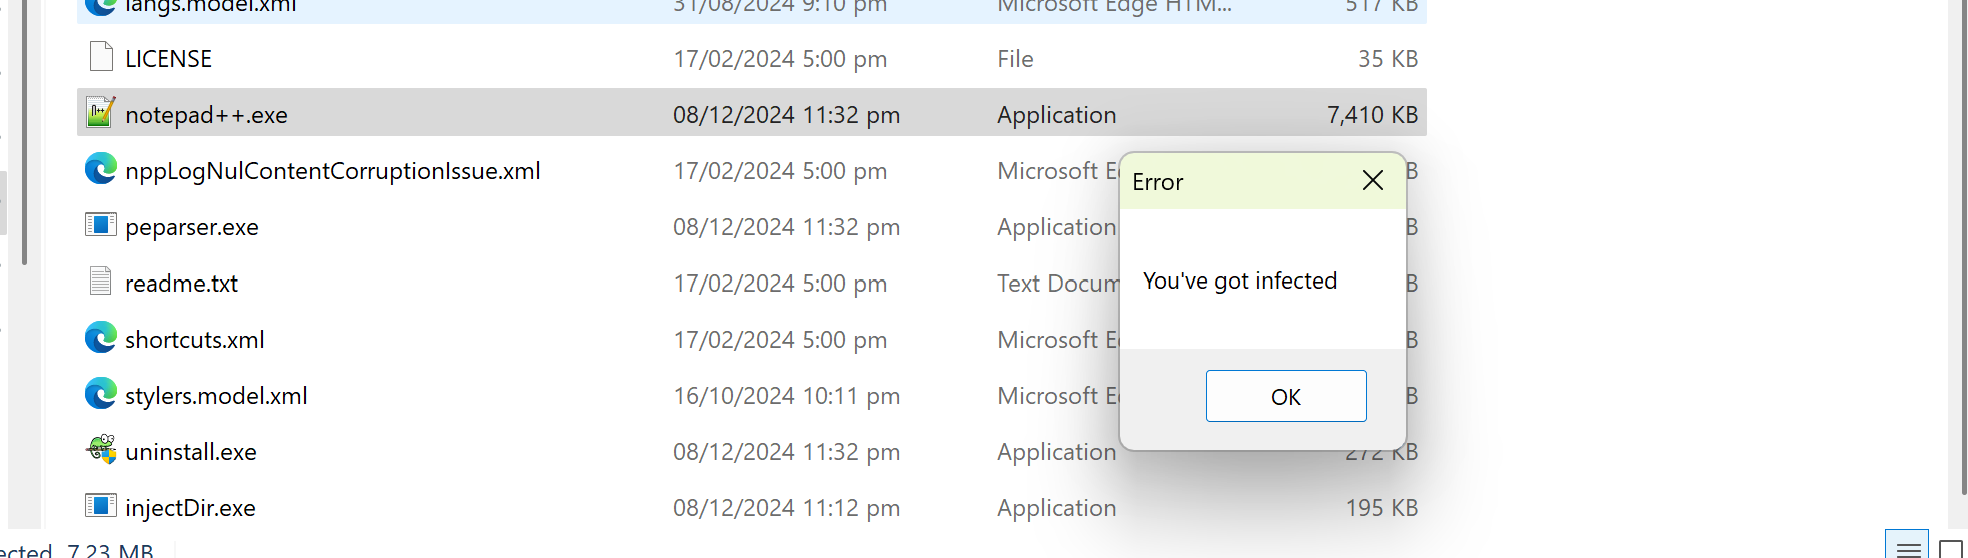 langs.model.xml 31/08/2024 9:10 pm Microsoft Edge HTM... 517 KB
LICENSE 17/02/2024 5:00 pm File 35 KB
notepad++.exe 08/12/2024 11:32 pm Application 7,410 KB
nppLogNulContentCorruptionIssue.xml 17/02/2024 5:00 pm Microsoft B
Error
peparser.exe 08/12/2024 11:32 pm Application B
readme.txt 17/02/2024 5:00 pm Text Docum B
You've got infected
shortcuts.xml 17/02/2024 5:00 pm Microsoft B
stylers.model.xml 16/10/2024 10:11 pm Microsoft B
OK
uninstall.exe 08/12/2024 11:32 pm Application 272 KB
injectDir.exe 08/12/2024 11:12 pm Application 195 KB
ected 7.23 MB